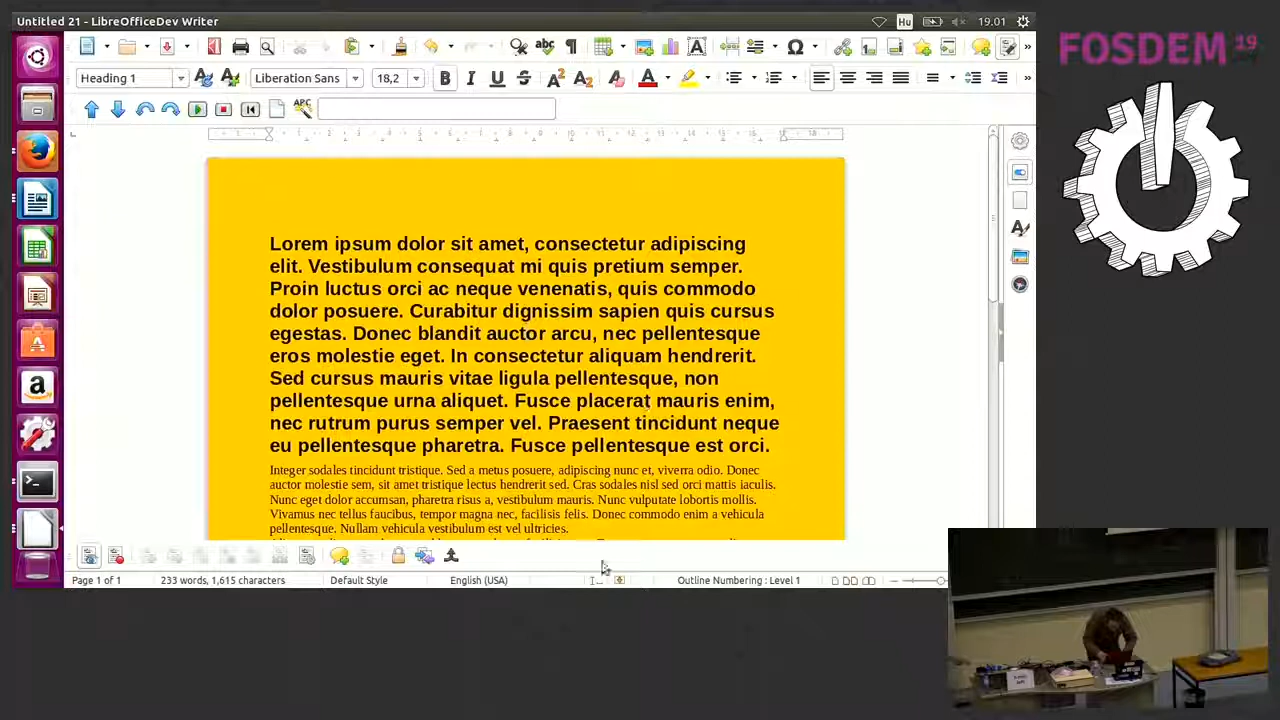 Untitled 21 - LibreOfficeDev Writer
Hu
19.01
FOSDEM 19
Heading 1
Liberation Sans
18,2
Lorem ipsum dolor sit amet, consectetur adipiscing
elit. Vestibulum consequat mi quis pretium semper.
Proin luctus orci ac neque venenatis, quis commodo
dolor posuere. Curabitur dignissim sapien quis cursus
egestas. Donec blandit auctor arcu, nec pellentesque
eros molestie eget. In consectetur aliquam hendrerit.
Sed cursus mauris vitae ligula pellentesque, non
pellentesque urna aliquet. Fusce placerat mauris enim,
nec rutrum purus semper vel. Praesent tincidunt neque
eu pellentesque pharetra. Fusce pellentesque est orci.
Integer sodales tincidunt tristique. Sed a metus posuere, adipiscing nunc et, viverra odio. Donec
auctor molestie sem, sit amet tristique lectus hendrerit sed. Cras sodales nisl sed orci mattis iaculis.
Nunc eget dolor accumsan, pharetra risus a, vestibulum mauris. Nunc vulputate lobortis mollis.
Vivamus nec tellus faucibus, tempor magna nec, facilisis felis. Donec commodo enim a vehicula
pellentesque. Nullam vehicula vestibulum est vel ultricies.
Page 1 of 1
233 words, 1,615 characters
Default Style
English (USA)
Outline Numbering : Level 1